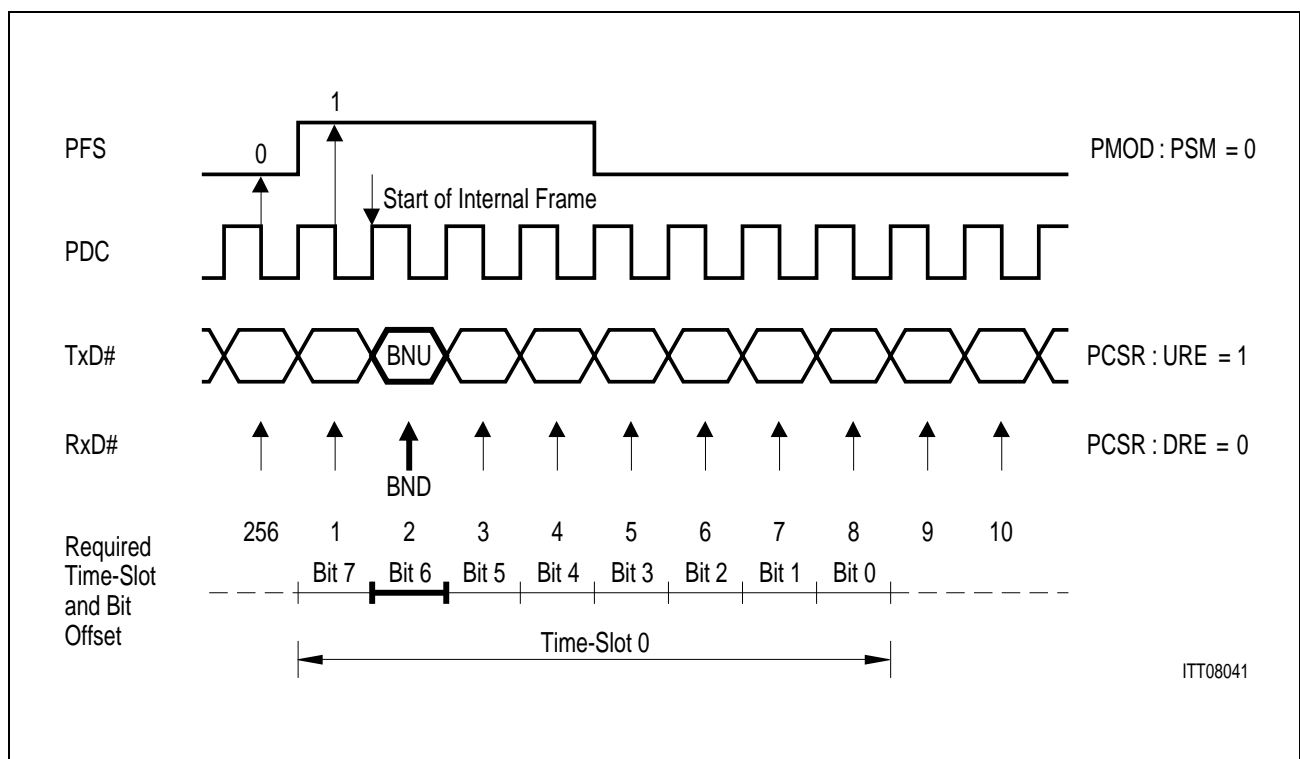 1
PFS
0
PMOD : PSM = 0
Start of Internal Frame
PDC
TxD#
BNU
PCSR : URE = 1
RxD#
PCSR : DRE = 0
BND
Required
Time-Slot
and Bit
Offset
256 1 2 3 4 5 6 7 8 9 10
Bit 7 Bit 6 Bit 5 Bit 4 Bit 3 Bit 2 Bit 1 Bit 0
Time-Slot 0
ITT08041